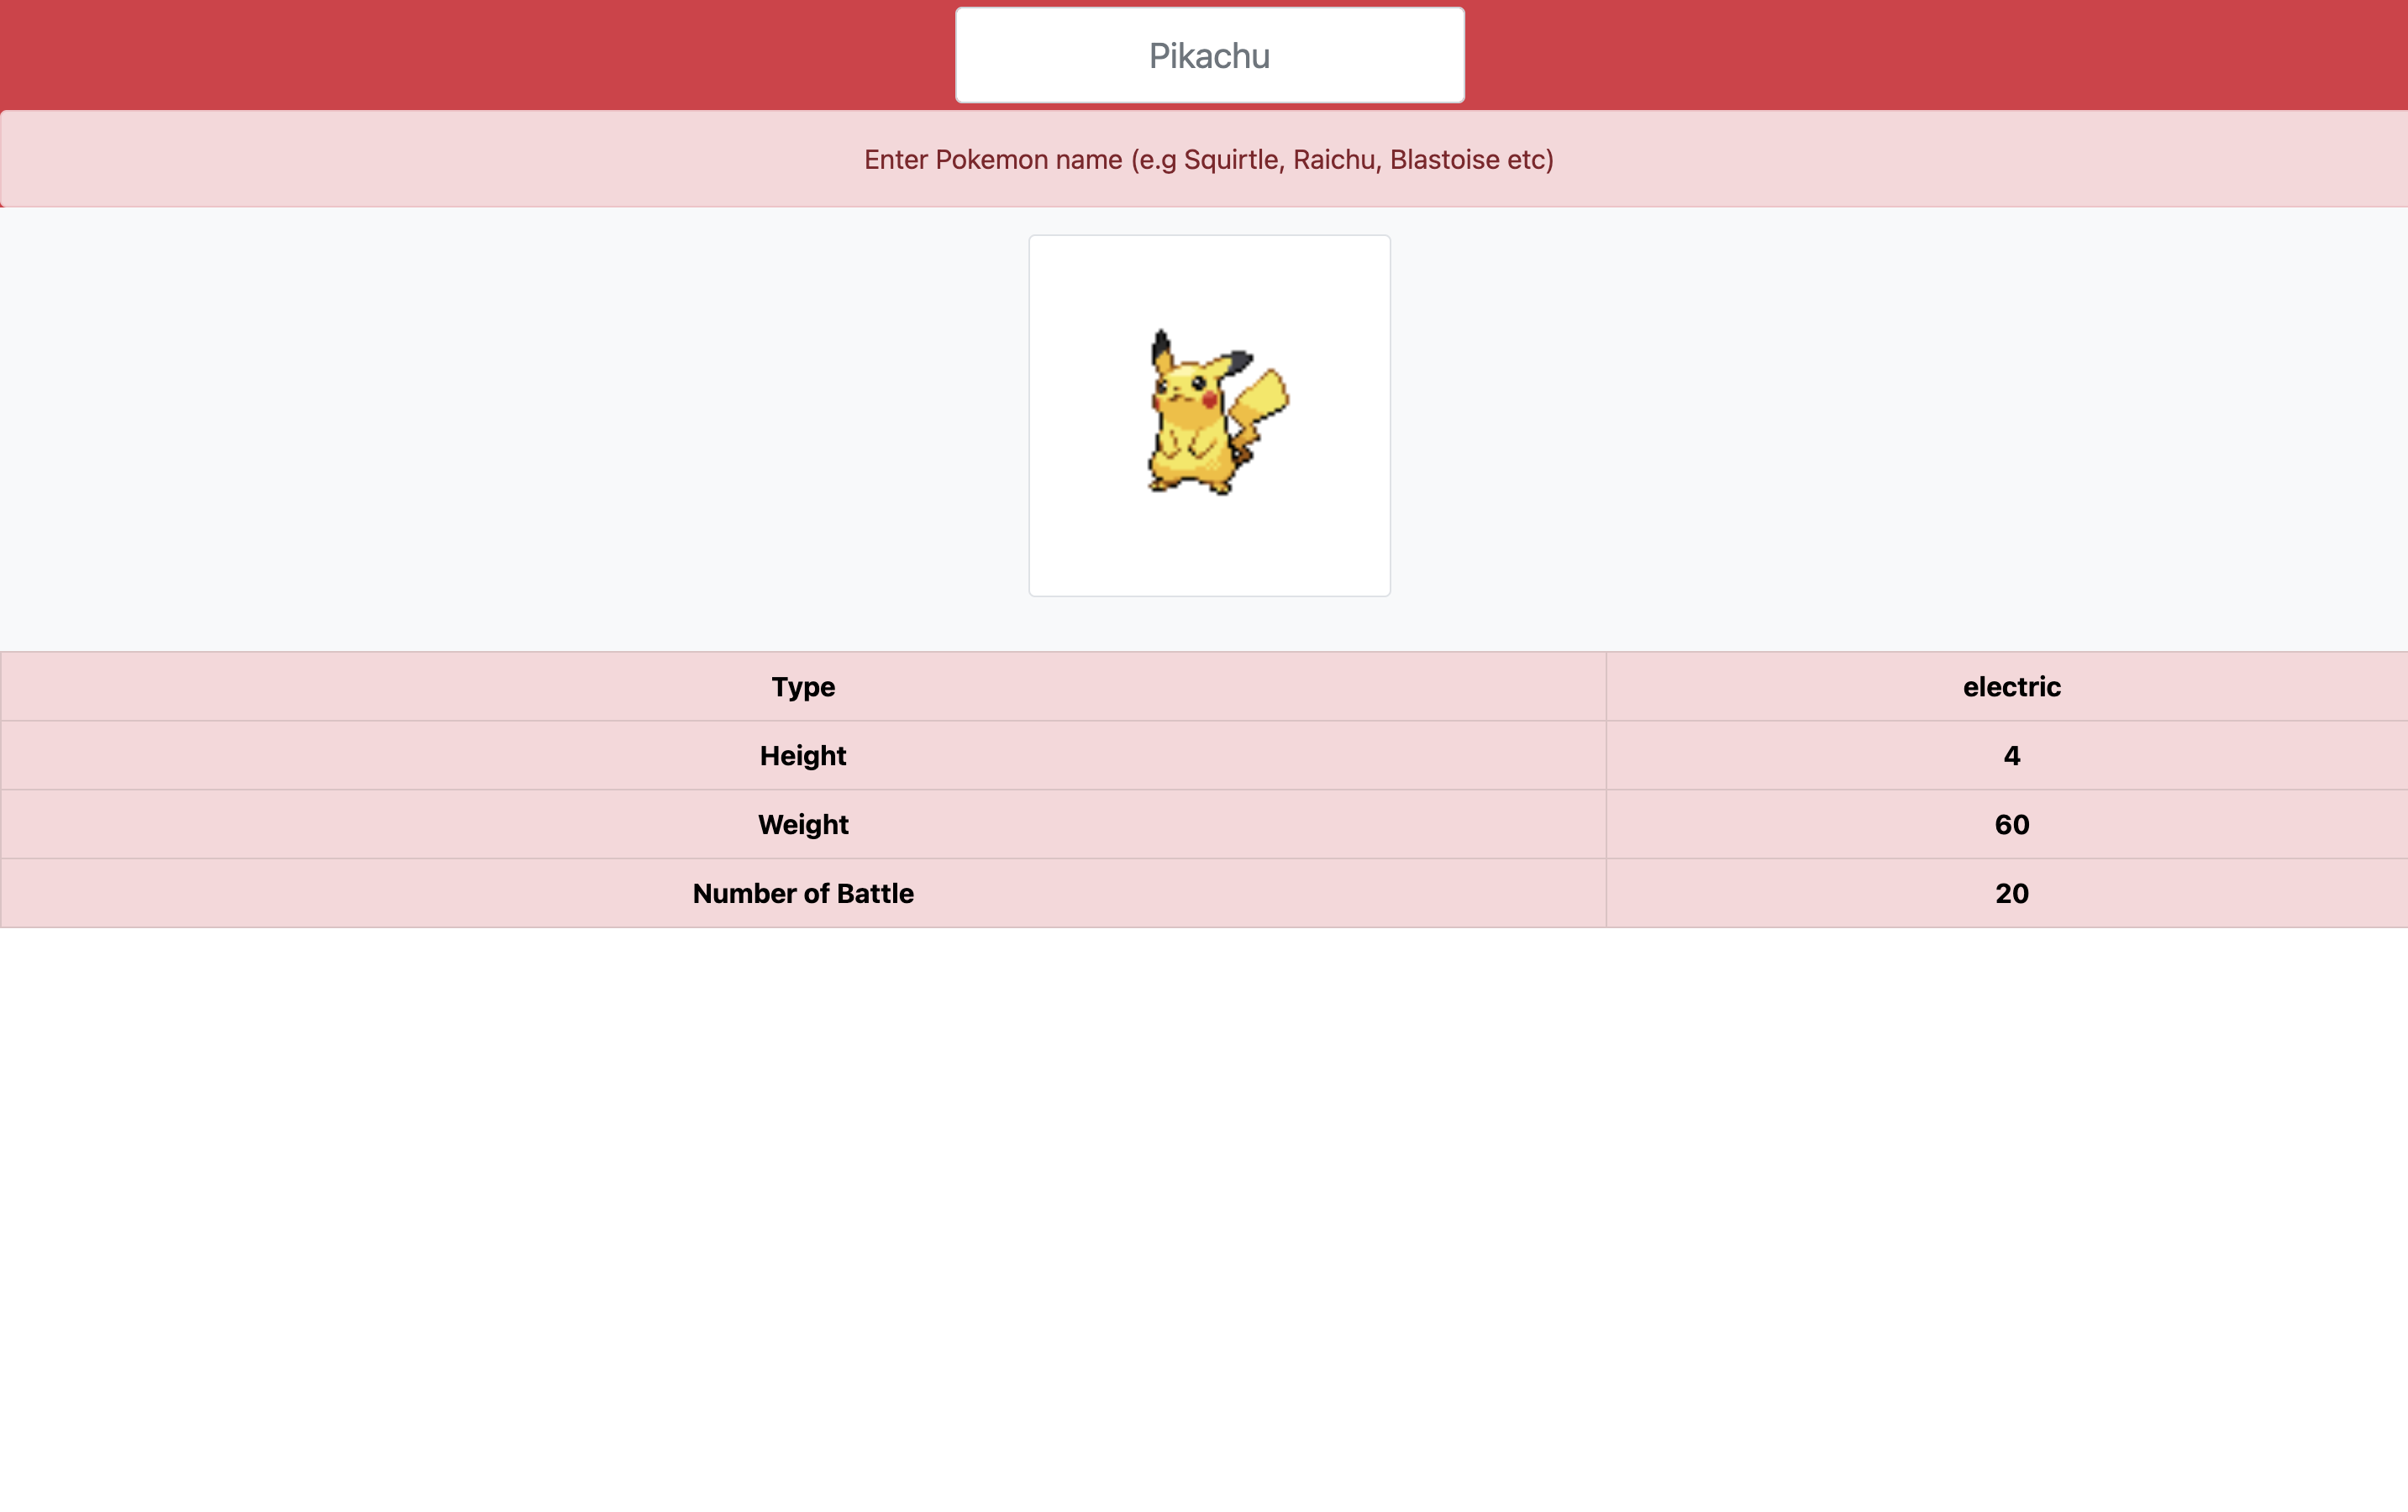 Pikachu
Enter Pokemon name (e.g Squirtle, Raichu, Blastoise etc)
Type electric
Height 4
Weight 60
Number of Battle 20